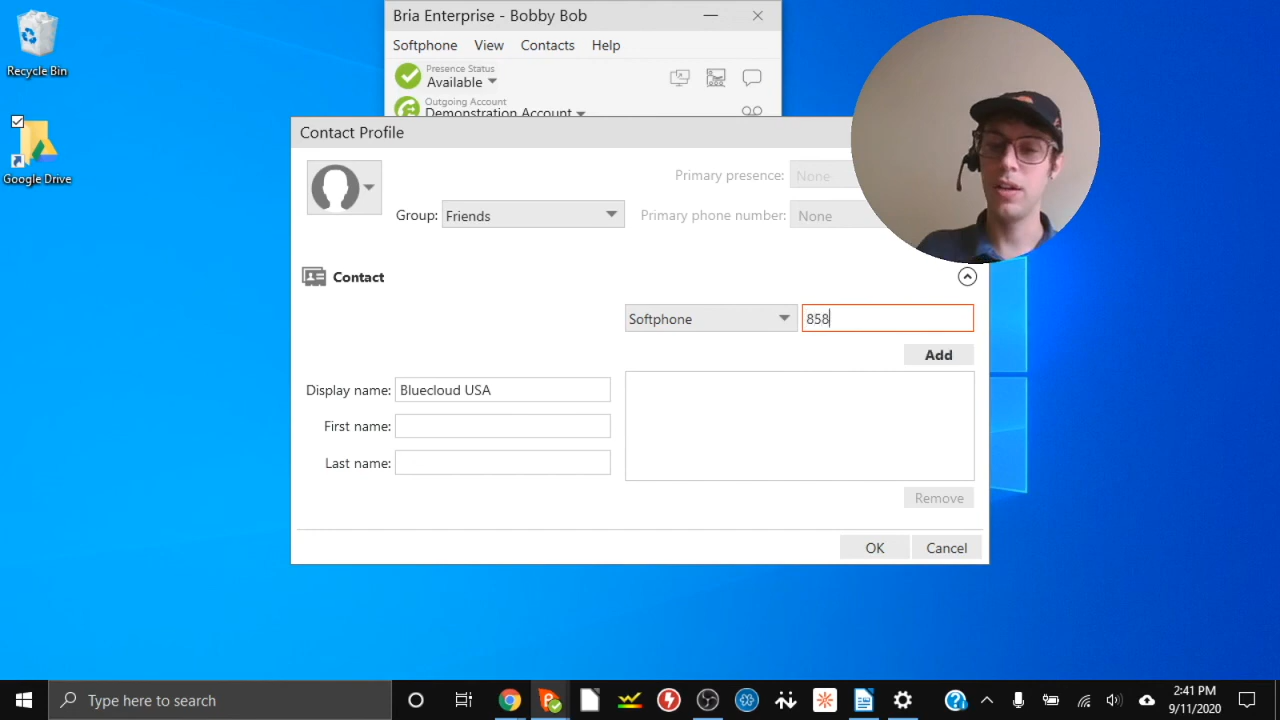 Recycle Bin
Google Drive
Bria Enterprise - Bobby Bob
Softphone View Contacts Help
Presence Status
Available
Outgoing Account
Demonstration Account
Contact Profile
Primary presence: None
Group: Friends Primary phone number: None
Contact
Softphone 858
Add
Display name: Bluecloud USA
First name:
Last name:
Remove
OK Cancel
Type here to search
2:41 PM
9/11/2020